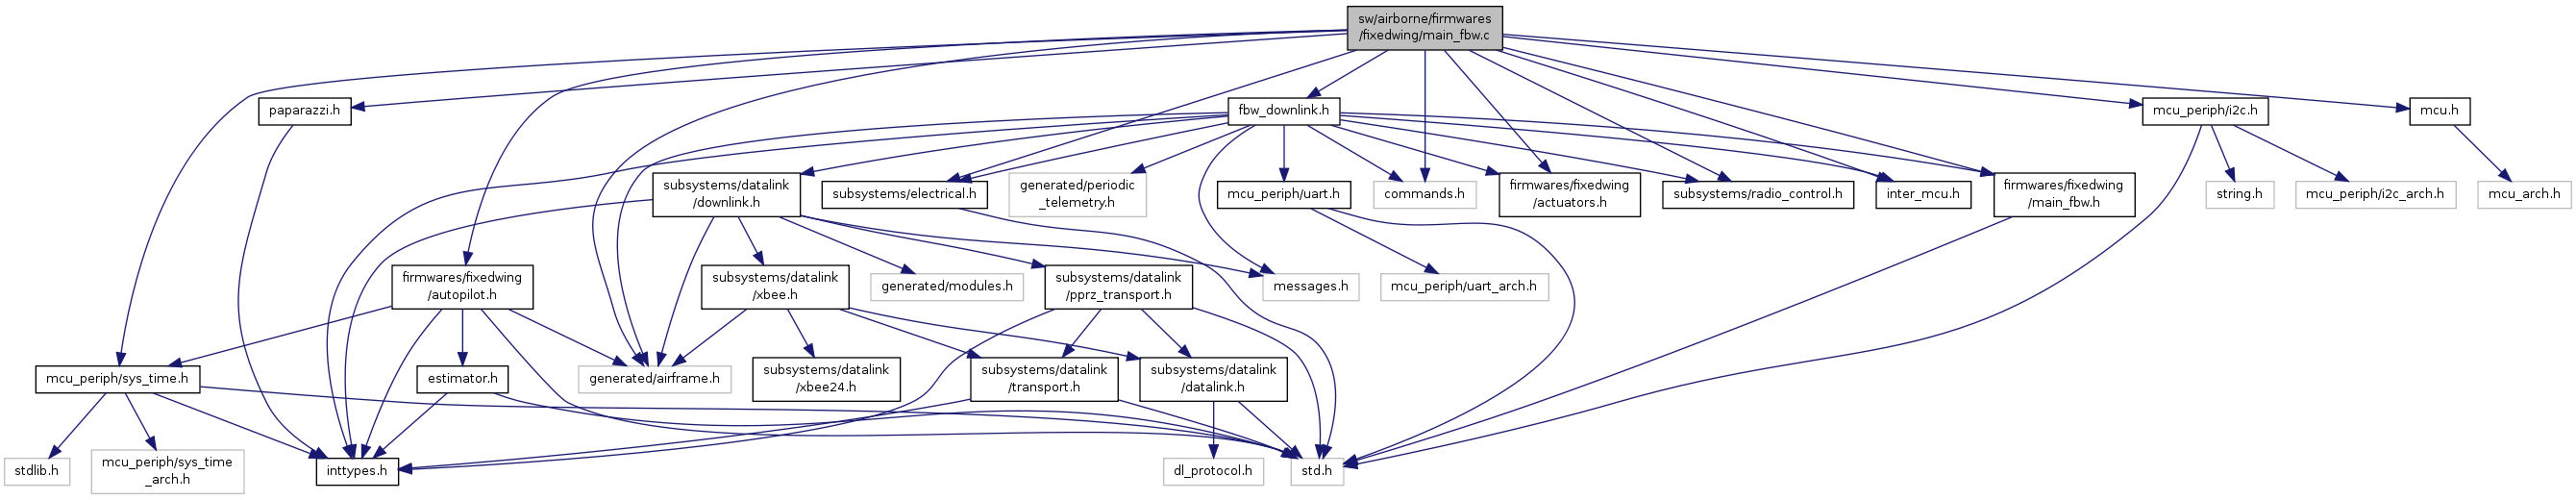 sw/airborne/firmwares
/fixedwing/main_fbw.c
paparazzi.h
fbw_downlink.h
mcu_periph/i2c.h
mcu.h
subsystems/datalink
/downlink.h
subsystems/electrical.h
generated/periodic
_telemetry.h
mcu_periph/uart.h
commands.h
firmwares/fixedwing
/actuators.h
subsystems/radio_control.h
inter_mcu.h
firmwares/fixedwing
/main_fbw.h
string.h
mcu_periph/i2c_arch.h
mcu_arch.h
firmwares/fixedwing
/autopilot.h
subsystems/datalink
/xbee.h
generated/modules.h
subsystems/datalink
/pprz_transport.h
messages.h
mcu_periph/uart_arch.h
mcu_periph/sys_time.h
estimator.h
generated/airframe.h
subsystems/datalink
/xbee24.h
subsystems/datalink
/transport.h
subsystems/datalink
/datalink.h
stdlib.h
mcu_periph/sys_time
_arch.h
inttypes.h
dl_protocol.h
std.h